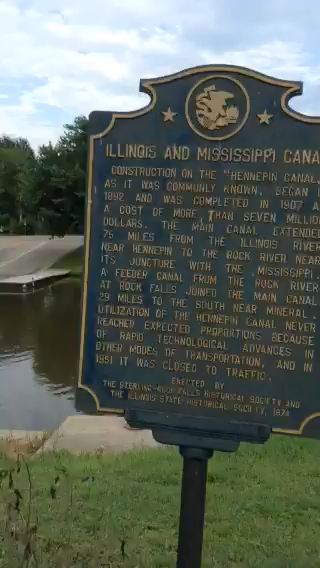 ILLINOIS AND MISSISSIPPI CANA
CONSTRUCTION ON THE "HENNEPIN CANAL,
AS IT WAS COMMONLY KNOWN, BEGAN
1892 AND WAS COMPLETED IN 1907 A
A COST OF MORE THAN SEVEN MILLIO
DOLLARS. THE MAIN CANAL EXTENDED
75 MILES FROM THE ILLINOIS RIVER
NEAR HENNEPIN TO THE ROCK RIVER NEAR
ITS JUNCTURE WITH THE MISSISSIPPI.
A FEEDER CANAL FROM THE ROCK RIVER
AT ROCK FALLS JOINED THE MAIN CANAL
29 MILES TO THE SOUTH NEAR MINERAL.
UTILIZATION OF THE HENNEPIN CANAL NEVER
REACHED EXPECTED PROPORTIONS BECAUSE
OF RAPID TECHNOLOGICAL ADVANCES IN
OTHER MODES OF TRANSPORTATION, AND IN
1951 IT WAS CLOSED TO TRAFFIC.
ERECTED BY
THE STERLING-ROCK FALLS HISTORICAL SOCIETY AND
THE ILLINOIS STATE HISTORICAL SOCIETY, 1974